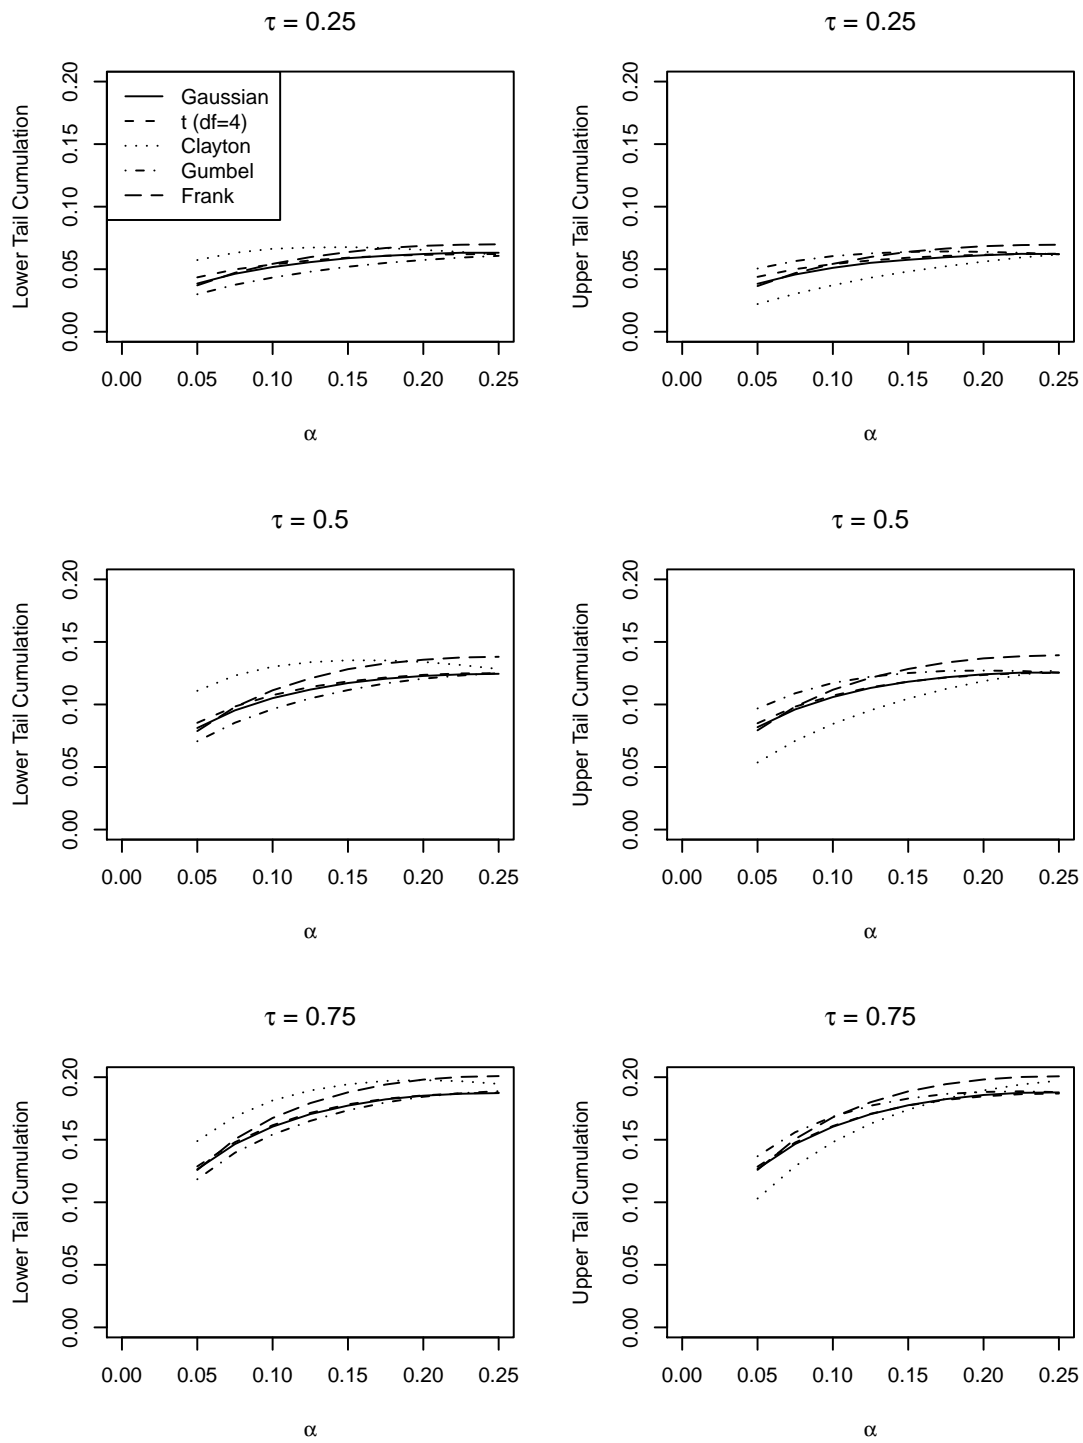 τ = 0.25
Lower Tail Cumulation
0.00 0.05 0.10 0.15 0.20
Gaussian
t (df=4)
Clayton
Gumbel
Frank
0.00 0.05 0.10 0.15 0.20 0.25
α
τ = 0.25
Upper Tail Cumulation
0.00 0.05 0.10 0.15 0.20
0.00 0.05 0.10 0.15 0.20 0.25
α
τ = 0.5
Lower Tail Cumulation
0.00 0.05 0.10 0.15 0.20
0.00 0.05 0.10 0.15 0.20 0.25
α
τ = 0.5
Upper Tail Cumulation
0.00 0.05 0.10 0.15 0.20
0.00 0.05 0.10 0.15 0.20 0.25
α
τ = 0.75
Lower Tail Cumulation
0.00 0.05 0.10 0.15 0.20
0.00 0.05 0.10 0.15 0.20 0.25
α
τ = 0.75
Upper Tail Cumulation
0.00 0.05 0.10 0.15 0.20
0.00 0.05 0.10 0.15 0.20 0.25
α